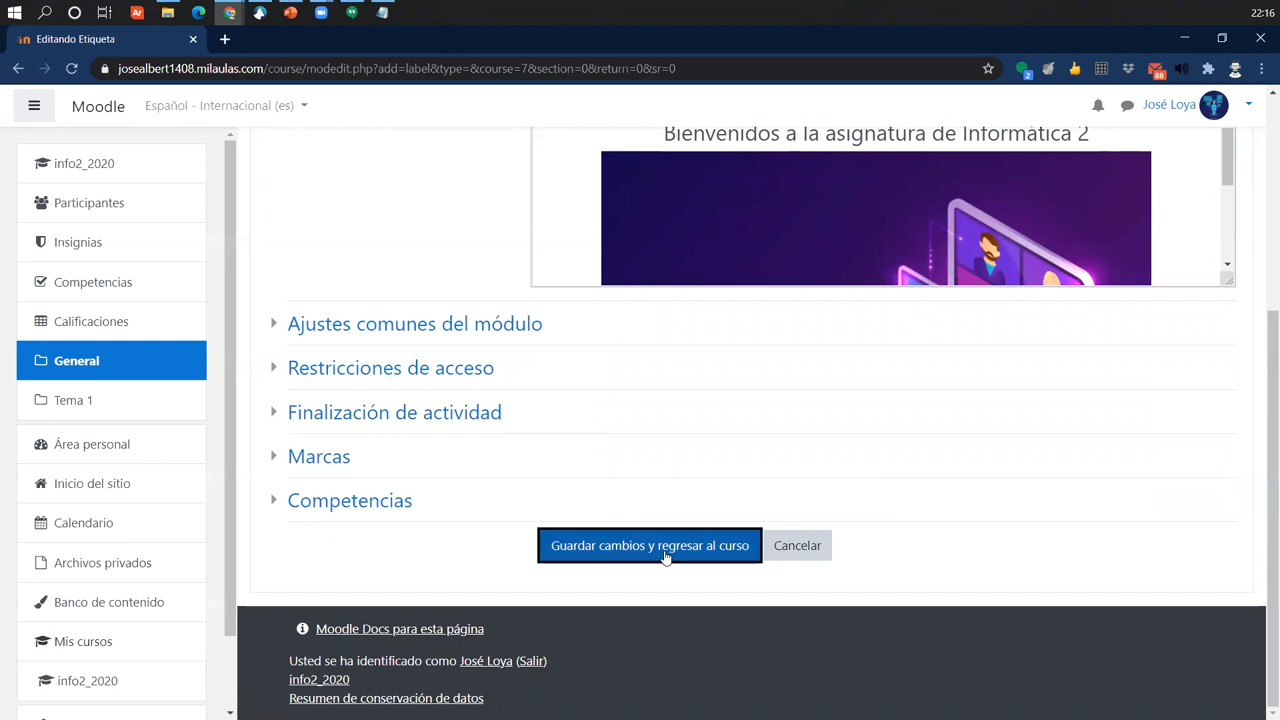 22:16
Editando Etiqueta
josealbert1408.milaulas.com/course/modedit.php?add=label&type=&course=7&section=0&return=0&sr=0
2
88
Moodle
Español - Internacional (es)
José Loya
info2_2020
Participantes
Insignias
Competencias
Calificaciones
General
Tema 1
Área personal
Inicio del sitio
Calendario
Archivos privados
Banco de contenido
Mis cursos
info2_2020
Bienvenidos a la asignatura de Informática 2
Ajustes comunes del módulo
Restricciones de acceso
Finalización de actividad
Marcas
Competencias
Guardar cambios y regresar al curso
Cancelar
Moodle Docs para esta página
Usted se ha identificado como José Loya (Salir)
info2_2020
Resumen de conservación de datos